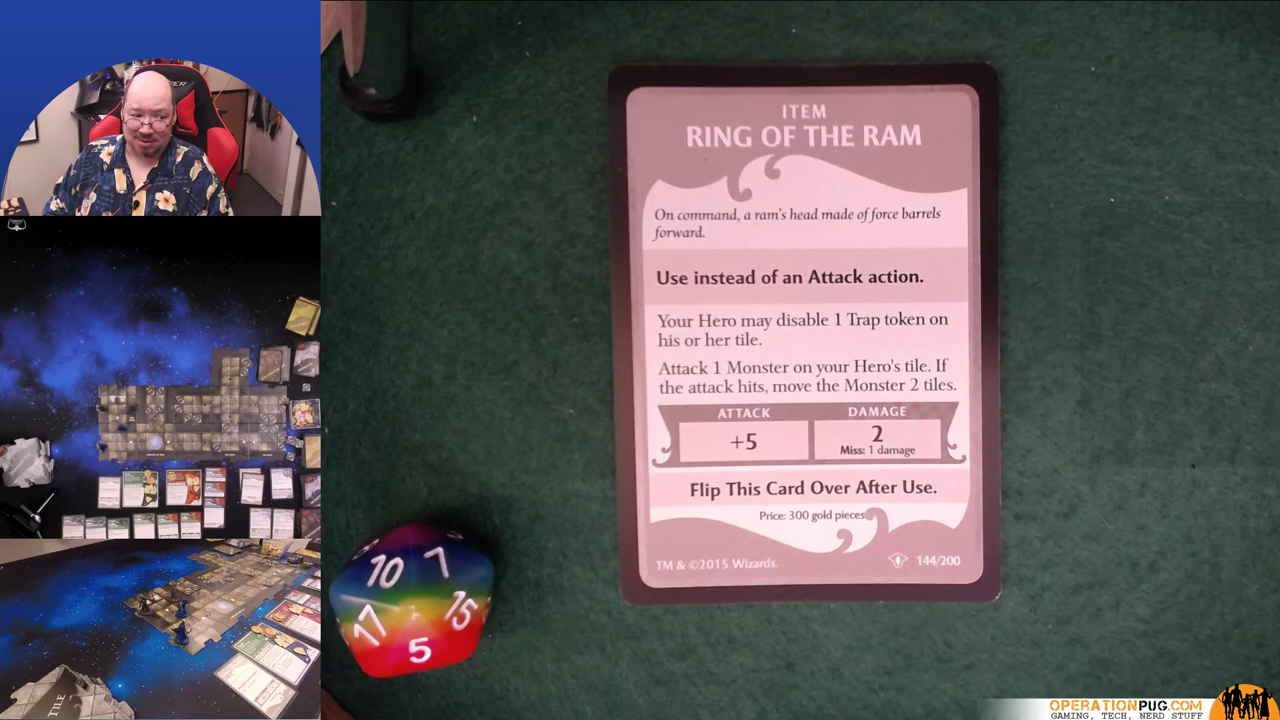 ITEM
RING OF THE RAM
On command, a ram's head made of force barrels
forward.
Use instead of an Attack action.
Your Hero may disable 1 Trap token on
his or her tile.
Attack 1 Monster on your Hero's tile. If
the attack hits, move the Monster 2 tiles.
ATTACK
DAMAGE
+5
2
Miss: 1 damage
Flip This Card Over After Use.
Price: 300 gold pieces
TM & ©2015 Wizards.
144/200
10
7
17
15
5
TILE
OPERATIONPUG.COM
GAMING, TECH, NERD STUFF